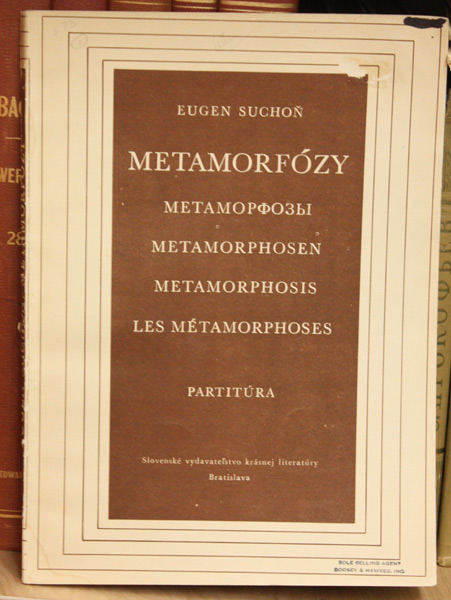 EUGEN SUCHOŇ
METAMORFÓZY
МЕТАМОРФОЗЫ
METAMORPHOSEN
METAMORPHOSIS
LES MÉTAMORPHOSES
PARTITÚRA
Slovenské vydavateľstvo krásnej literatúry
Bratislava
SOLE SELLING AGENT
BOOSEY & HAWKES, INC.
28